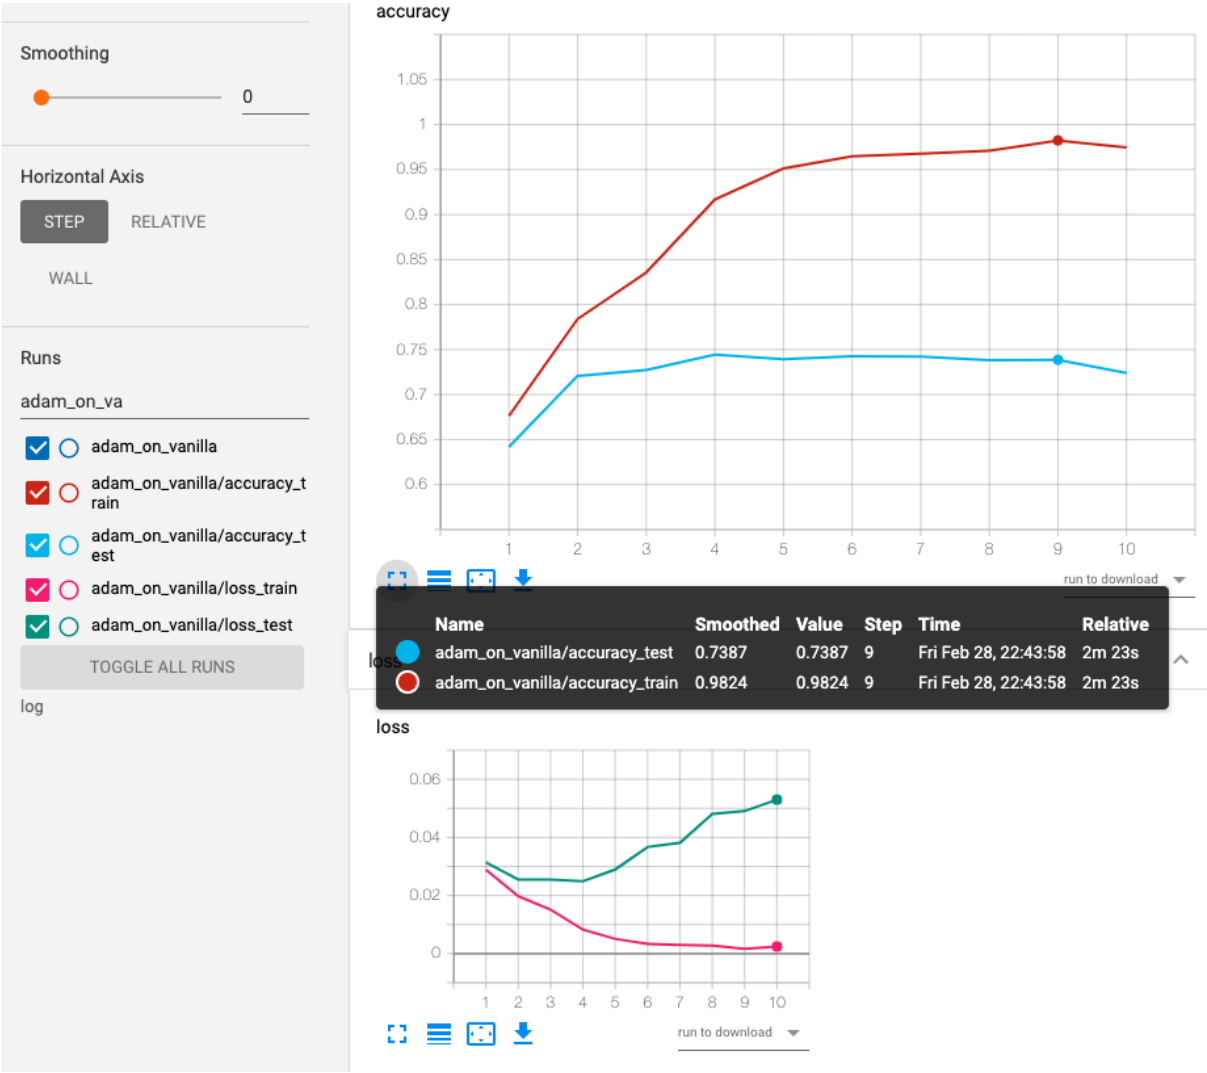 Smoothing
0
Horizontal Axis
STEP RELATIVE
WALL
Runs
adam_on_va
adam_on_vanilla
adam_on_vanilla/accuracy_t
rain
adam_on_vanilla/accuracy_t
est
adam_on_vanilla/loss_train
adam_on_vanilla/loss_test
TOGGLE ALL RUNS
log
accuracy
1.05
1
0.95
0.9
0.85
0.8
0.75
0.7
0.65
0.6
1 2 3 4 5 6 7 8 9 10
run to download
Name Smoothed Value Step Time Relative
adam_on_vanilla/accuracy_test 0.7387 0.7387 9 Fri Feb 28, 22:43:58 2m 23s
adam_on_vanilla/accuracy_train 0.9824 0.9824 9 Fri Feb 28, 22:43:58 2m 23s
loss
loss
0.06
0.04
0.02
0
1 2 3 4 5 6 7 8 9 10
run to download